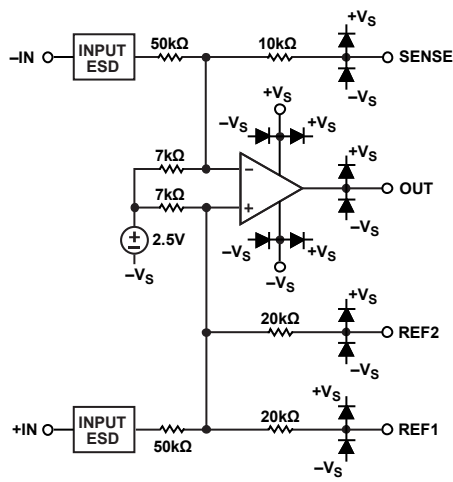 +VS
50kΩ
10kΩ
–IN
INPUT
ESD
SENSE
–VS
+VS
–VS
+VS
7kΩ
–
OUT
7kΩ
+
–VS
2.5V
–VS
+VS
–VS
–VS
+VS
20kΩ
REF2
–VS
+VS
20kΩ
+IN
INPUT
ESD
REF1
50kΩ
–VS